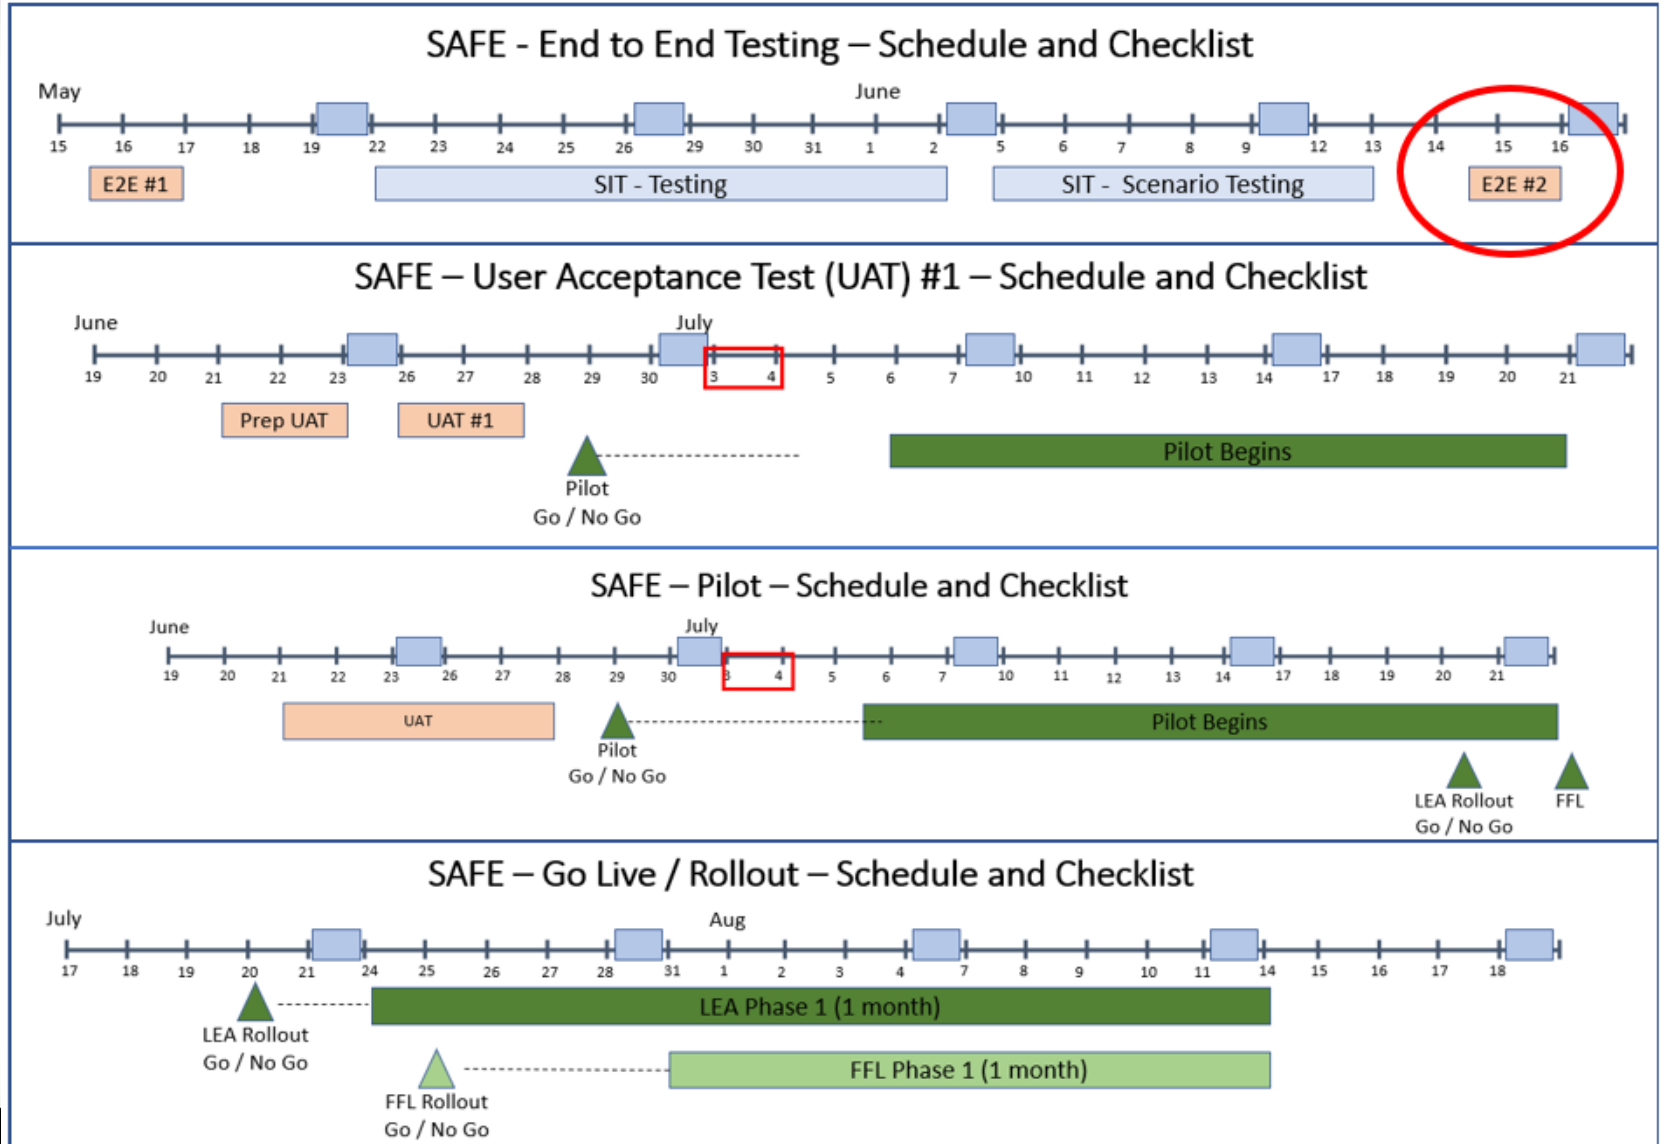 SAFE - End to End Testing – Schedule and Checklist
May June
15 16 17 18 19 22 23 24 25 26 29 30 31 1 2 5 6 7 8 9 12 13 14 15 16
E2E #1 SIT - Testing SIT - Scenario Testing E2E #2
SAFE – User Acceptance Test (UAT) #1 – Schedule and Checklist
June July
19 20 21 22 23 26 27 28 29 30 3 4 5 6 7 10 11 12 13 14 17 18 19 20 21
Prep UAT UAT #1
Pilot Begins
Pilot
Go / No Go
SAFE – Pilot – Schedule and Checklist
June July
19 20 21 22 23 26 27 28 29 30 3 4 5 6 7 10 11 12 13 14 17 18 19 20 21
UAT Pilot Begins
Pilot
Go / No Go
LEA Rollout FFL
Go / No Go
SAFE – Go Live / Rollout – Schedule and Checklist
July Aug
17 18 19 20 21 24 25 26 27 28 31 1 2 3 4 7 8 9 10 11 14 15 16 17 18
LEA Phase 1 (1 month)
LEA Rollout
Go / No Go
FFL Phase 1 (1 month)
FFL Rollout
Go / No Go